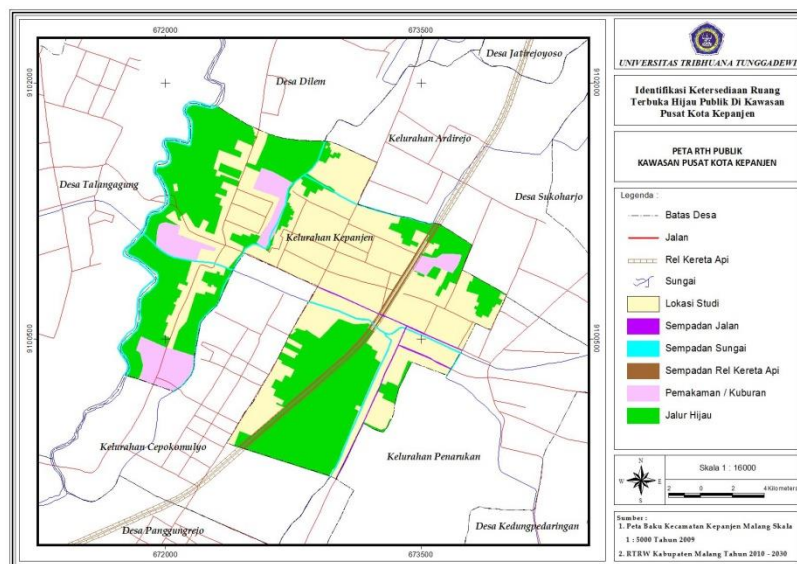 672000
673500
9102000
9102000
9100500
9100500
672000
673500
Desa Jatirejoyoso
Desa Dilem
Kelurahan Ardirejo
Desa Talangagung
Desa Sukoharjo
Kelurahan Kepanjen
Kelurahan Cepokomulyo
Kelurahan Penarukan
Desa Panggungrejo
Desa Kedungpedaringan
UNIVERSITAS TRIBHUANA TUNGGADEWI
Identifikasi Ketersediaan Ruang
Terbuka Hijau Publik Di Kawasan
Pusat Kota Kepanjen
PETA RTH PUBLIK
KAWASAN PUSAT KOTA KEPANJEN
Legenda :
Batas Desa
Jalan
Rel Kereta Api
Sungai
Lokasi Studi
Sempadan Jalan
Sempadan Sungai
Sempadan Rel Kereta Api
Pemakaman / Kuburan
Jalur Hijau
N
W E
S
Skala 1 : 16000
2 0 2 4 Kilometers
Sumber :
1. Peta Baku Kecamatan Kepanjen Malang Skala
1 : 5000 Tahun 2009
2. RTRW Kabupaten Malang Tahun 2010 - 2030